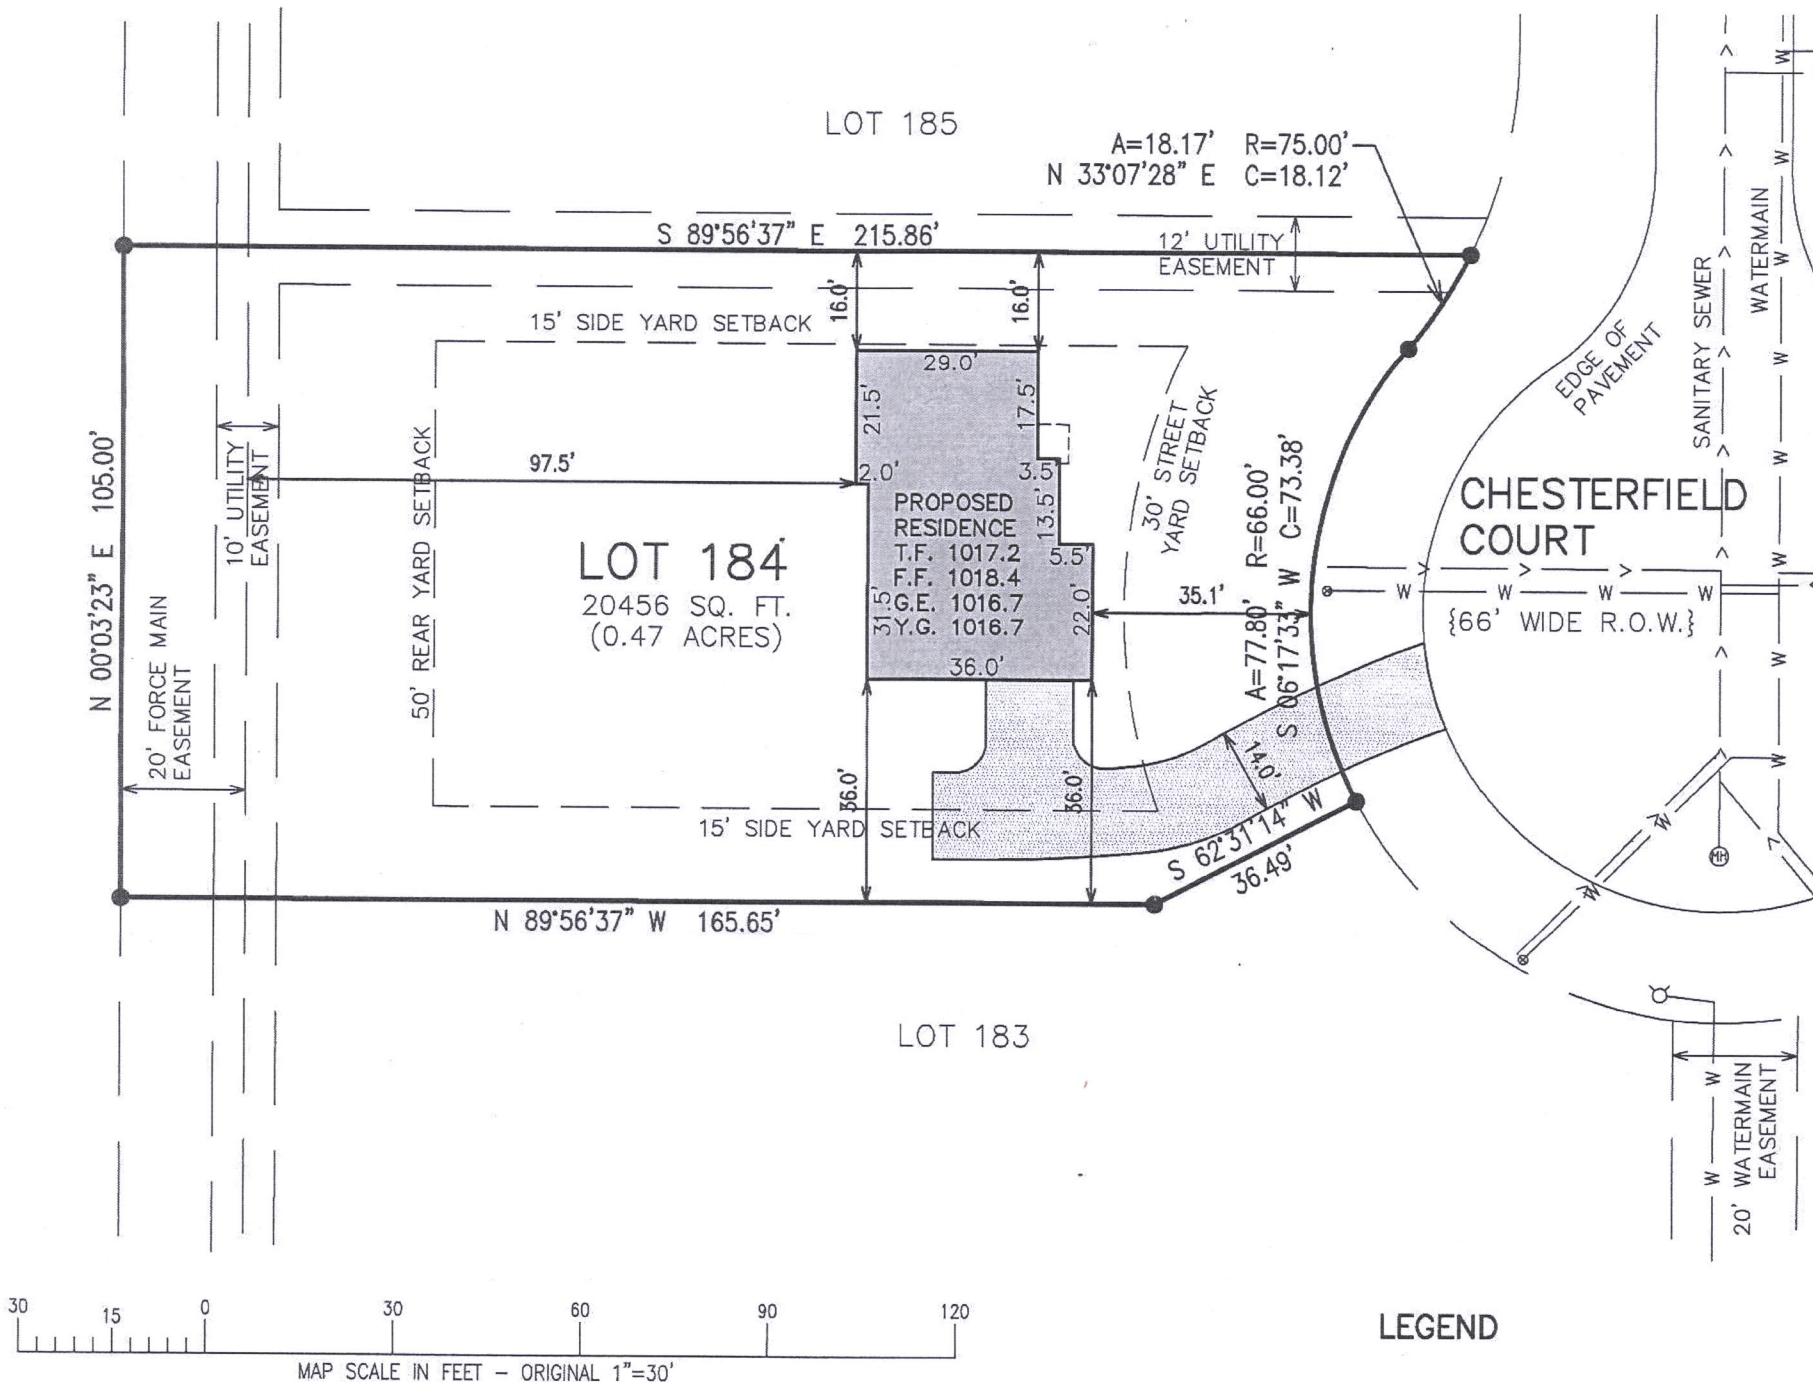 LOT 185
A=18.17' R=75.00'
N 33°07'28" E C=18.12'
S 89°56'37" E 215.86'
12' UTILITY
EASEMENT
15' SIDE YARD SETBACK
16.0'
16.0'
29.0'
21.5'
17.5'
2.0'
3.5'
13.5'
5.5'
31.5'
22.0'
36.0'
PROPOSED
RESIDENCE
T.F. 1017.2
F.F. 1018.4
G.E. 1016.7
Y.G. 1016.7
97.5'
LOT 184
20456 SQ. FT.
(0.47 ACRES)
N 00°03'23" E 105.00'
10' UTILITY
EASEMENT
20' FORCE MAIN
EASEMENT
50' REAR YARD SETBACK
30' STREET
YARD SETBACK
35.1'
A=77.80' R=66.00'
S 06°17'33" W C=73.38'
EDGE OF
PAVEMENT
SANITARY SEWER
WATERMAIN
W
W
W
W
W
W
W
W
CHESTERFIELD
COURT
W
W
W
W
{66' WIDE R.O.W.}
36.0'
36.0'
14.0'
15' SIDE YARD SETBACK
S 62°31'14" W
36.49'
N 89°56'37" W 165.65'
W
W
MH
LOT 183
W
W
20' WATERMAIN
EASEMENT
30
15
0
30
60
90
120
MAP SCALE IN FEET – ORIGINAL 1"=30'
LEGEND